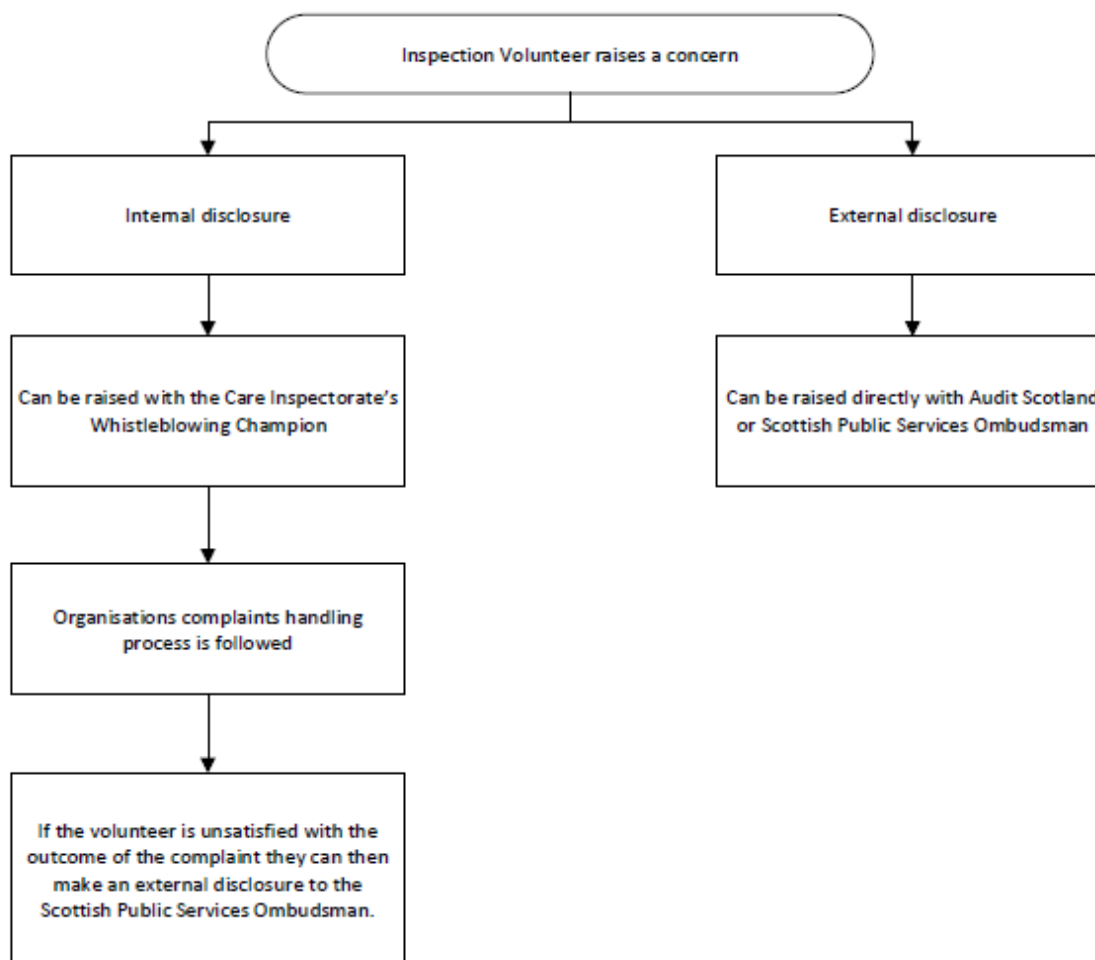 Inspection Volunteer raises a concern
Internal disclosure
External disclosure
Can be raised with the Care Inspectorate's
Whistleblowing Champion
Can be raised directly with Audit Scotland
or Scottish Public Services Ombudsman
Organisations complaints handling
process is followed
If the volunteer is unsatisfied with the
outcome of the complaint they can then
make an external disclosure to the
Scottish Public Services Ombudsman.